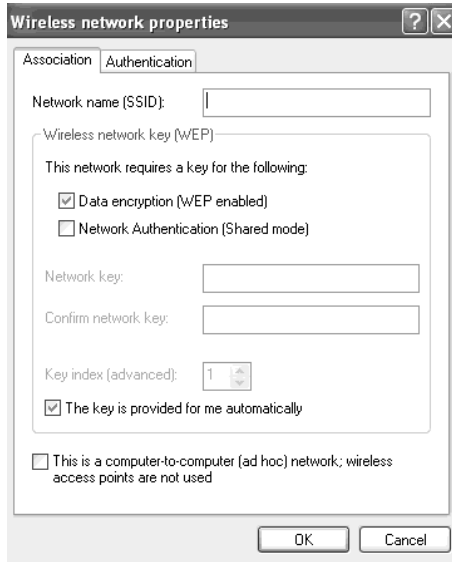 Wireless network properties
Association
Authentication
Network name (SSID):
Wireless network key (WEP)
This network requires a key for the following:
Data encryption (WEP enabled)
Network Authentication (Shared mode)
Network key:
Confirm network key:
Key index (advanced):
1
The key is provided for me automatically
This is a computer-to-computer (ad hoc) network; wireless
access points are not used
OK
Cancel